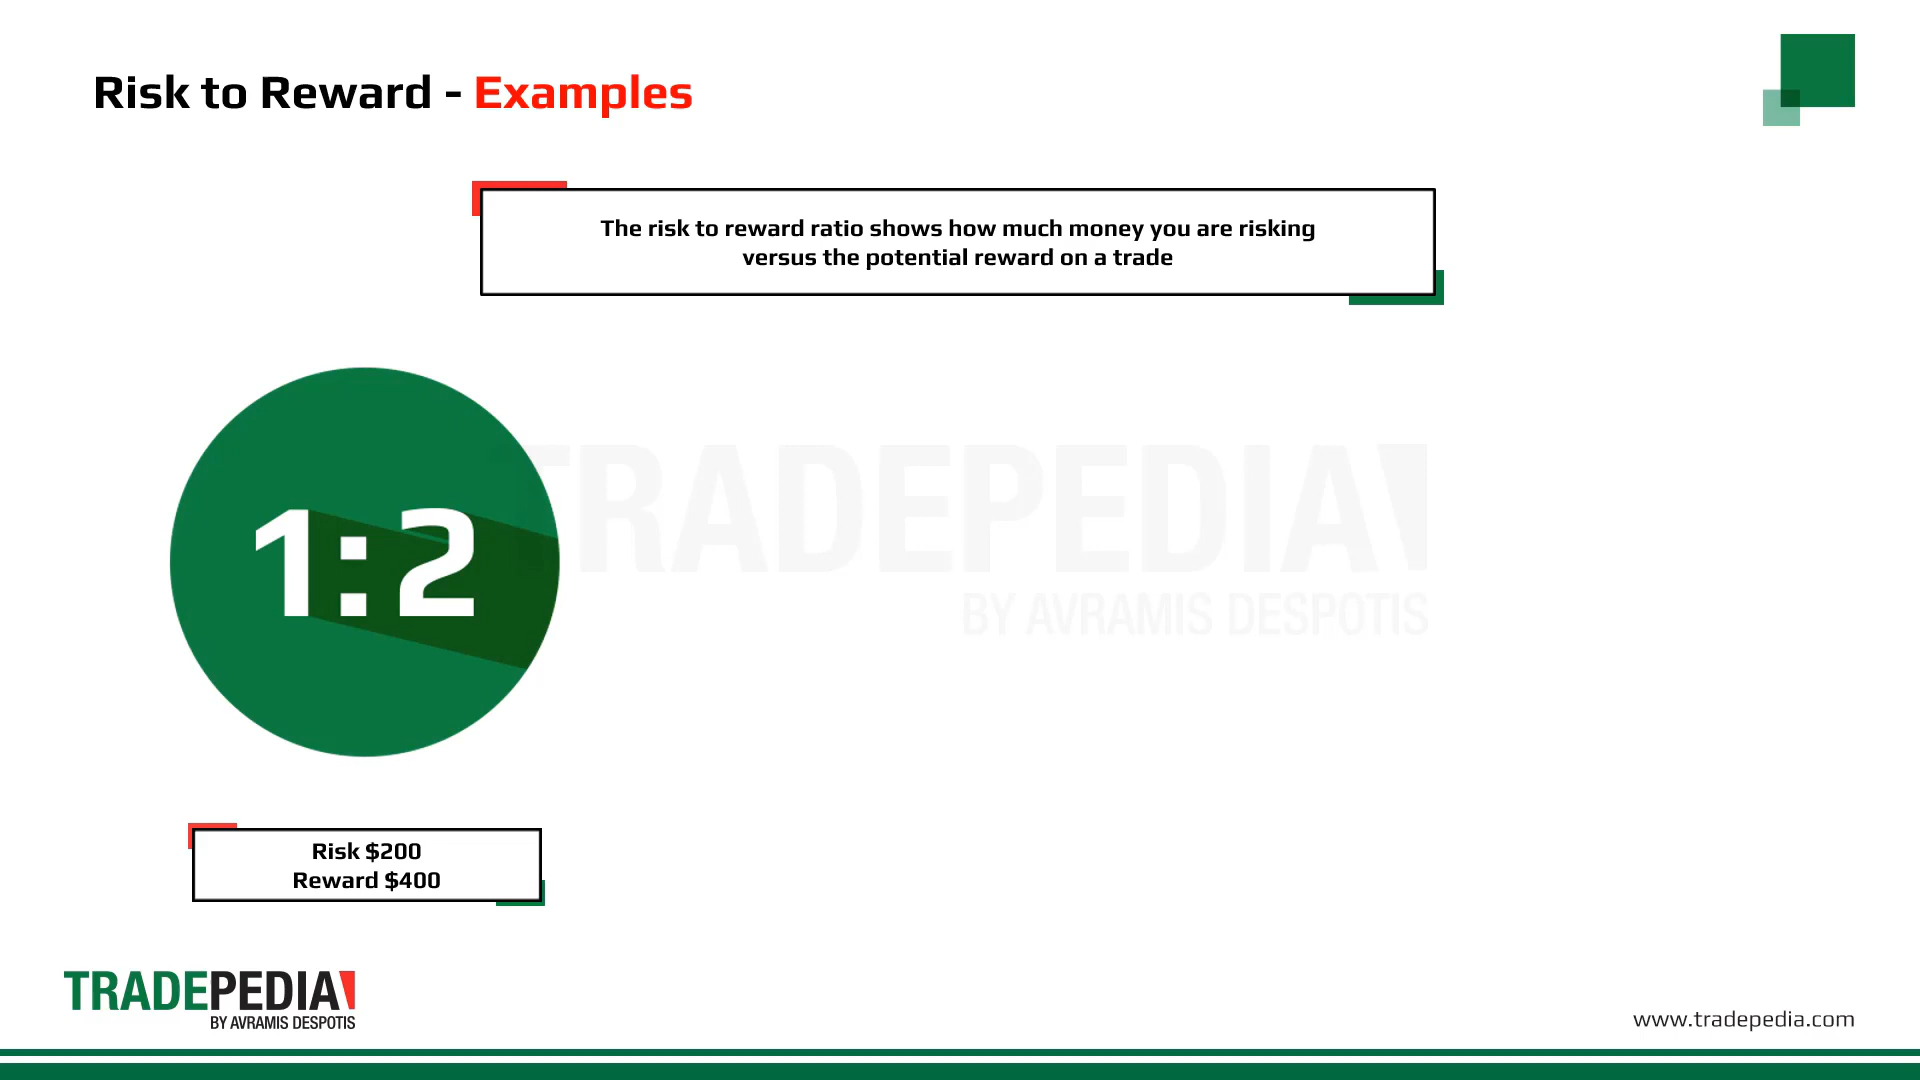 Risk to Reward - Examples
The risk to reward ratio shows how much money you are risking
versus the potential reward on a trade
TRADEPEDIA
BY AVRAMIS DESPOTIS
1:2
Risk $200
Reward $400
TRADEPEDIA
BY AVRAMIS DESPOTIS
www.tradepedia.com